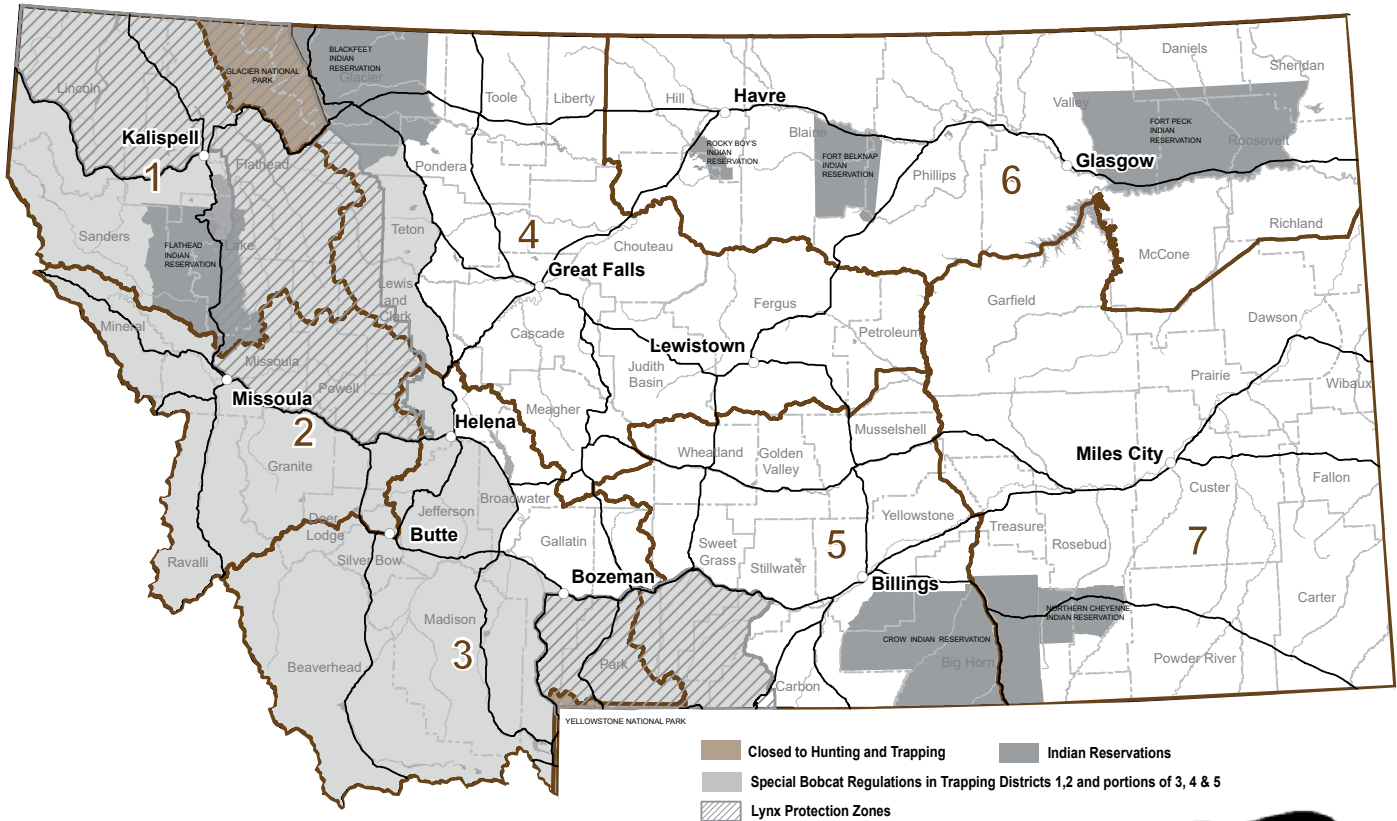 BLACKFEET
INDIAN
RESERVATION
Glacier
GLACIER NATIONAL
PARK
Lincoln
Toole
Liberty
Hill
Havre
Daniels
Sheridan
Valley
FORT PECK
INDIAN
RESERVATION
Roosevelt
Kalispell
1
Flathead
Pondera
ROCKY BOY'S
INDIAN
RESERVATION
Blaine
FORT BELKNAP
INDIAN
RESERVATION
Phillips
6
Glasgow
Sanders
FLATHEAD
INDIAN
RESERVATION
Lake
Teton
4
Chouteau
Great Falls
McCone
Richland
Lewis
and
Clark
Mineral
Missoula
Powell
Cascade
Fergus
Petroleum
Garfield
Dawson
Lewistown
Judith
Basin
Prairie
Wibaux
Missoula
2
Helena
Meagher
Granite
Wheatland
Golden
Valley
Musselshell
Miles City
Custer
Fallon
Broadwater
Jefferson
Deer
Lodge
Butte
Silver Bow
Gallatin
Sweet
Grass
Stillwater
5
Yellowstone
Treasure
Rosebud
7
Ravalli
Bozeman
Billings
Madison
3
Beaverhead
Park
Carbon
CROW INDIAN RESERVATION
Big Horn
NORTHERN CHEYENNE
INDIAN RESERVATION
Carter
Powder River
YELLOWSTONE NATIONAL PARK
Closed to Hunting and Trapping
Indian Reservations
Special Bobcat Regulations in Trapping Districts 1,2 and portions of 3, 4 & 5
Lynx Protection Zones